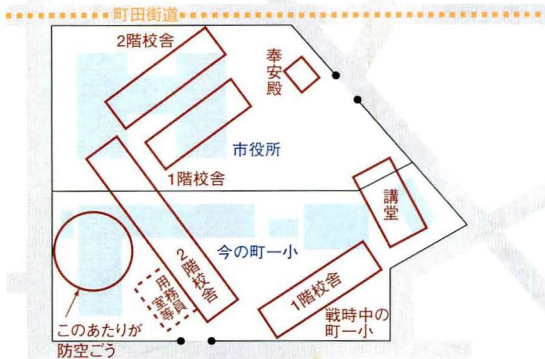 町田街道
2階校舎
奉安殿
市役所
1階校舎
講堂
2階校舎
今の町一小
用務員
室等
1階校舎
戦時中の
町一小
このあたりが
防空ごう